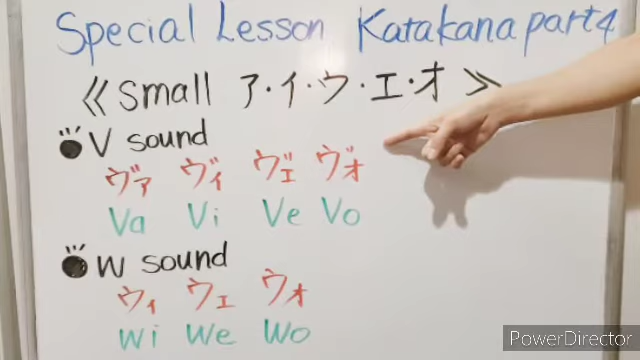 Special Lesson Katakana part4
《small ア・イ・ウ・エ・オ》
V sound
ヴァ ヴィ ヴェ ヴォ
Va Vi Ve Vo
W sound
ウィ ウェ ウォ
Wi We Wo
PowerDirector